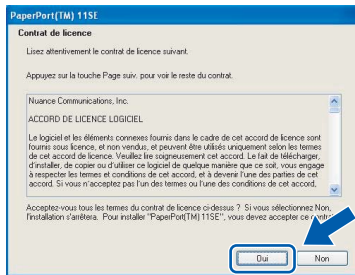 PaperPort(TM) 11SE
Contrat de licence
Lisez attentivement le contrat de licence suivant.
Appuyez sur la touche Page suiv. pour voir le reste du contrat.
Nuance Communications, Inc.
ACCORD DE LICENCE LOGICIEL
Le logiciel et les éléments connexes fournis dans le cadre de cet accord de licence sont
fournis sous licence, et non vendus, et peuvent être utilisés uniquement selon les termes
de cet accord de licence. Veuillez lire soigneusement cet accord. Le fait de télécharger,
d'installer, de copier ou d'utiliser ce logiciel de quelque manière que ce soit, vous engage
à respecter les termes et conditions de cet accord, et à devenir l'une des parties de cet
accord. Si vous n'acceptez pas l'un des termes ou l'une des conditions de cet accord,
Acceptez-vous tous les termes du contrat de licence ci-dessus ? Si vous sélectionnez Non,
l'installation s'arrêtera. Pour installer "PaperPort(TM) 11SE", vous devez accepter ce
Oui
Non